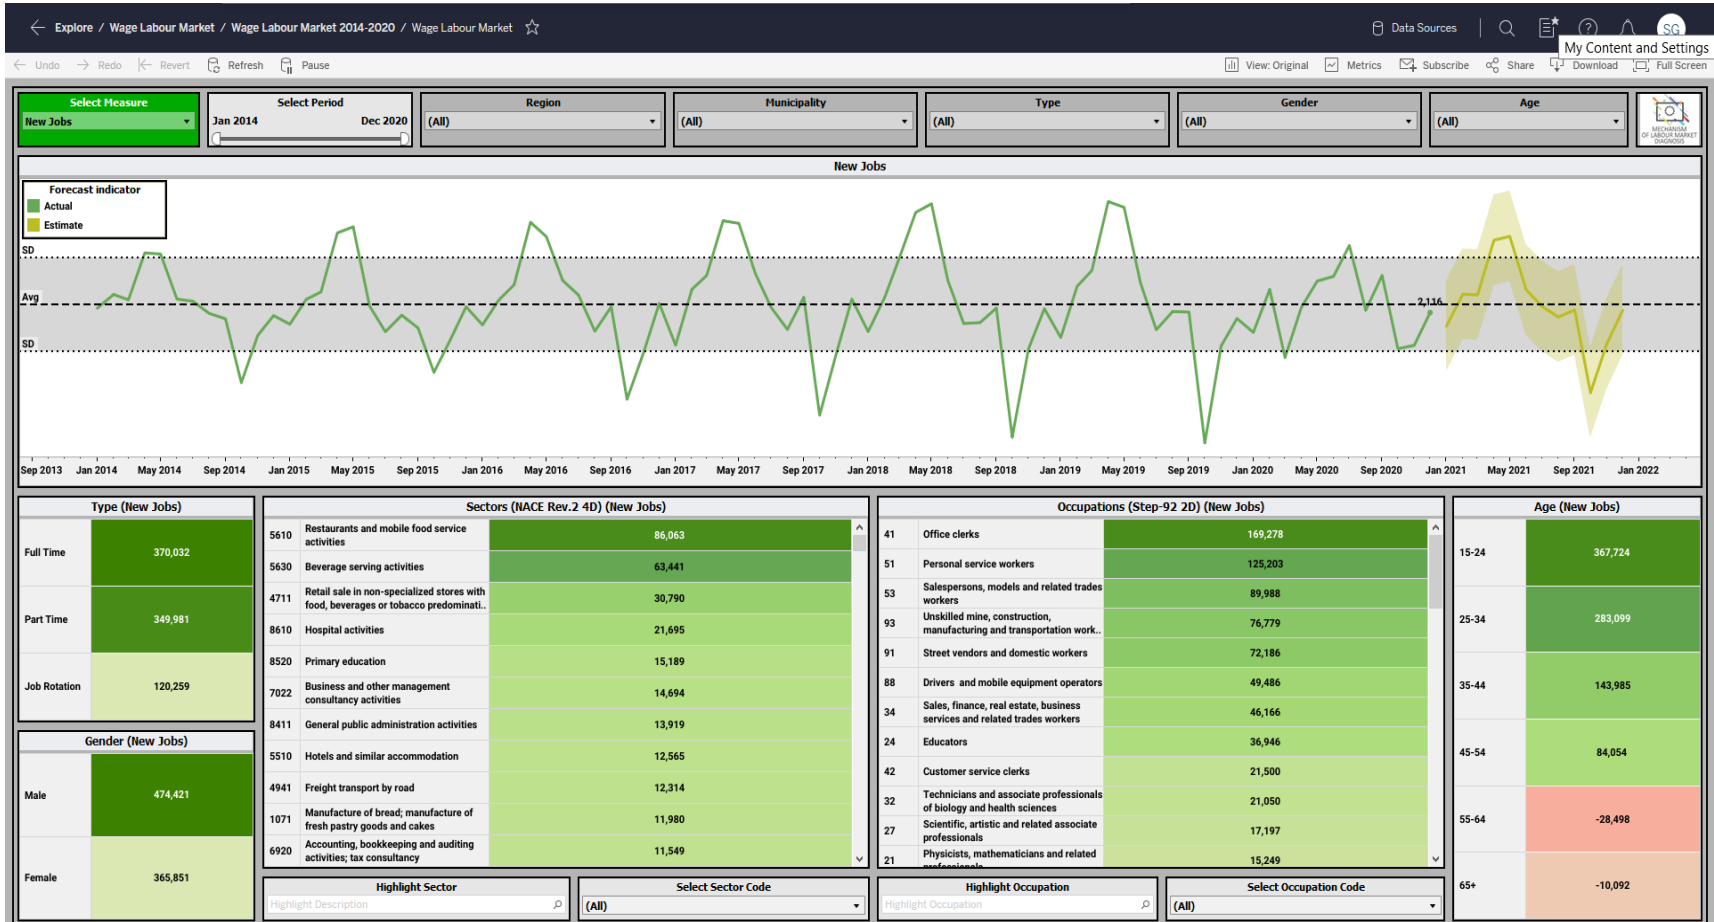 Explore / Wage Labour Market / Wage Labour Market 2014-2020 / Wage Labour Market
Data Sources
SG
My Content and Settings
Undo Redo Revert Refresh Pause
View: Original Metrics Subscribe Share Download Full Screen
Select Measure
New Jobs
Select Period
Jan 2014 Dec 2020
Region
(All)
Municipality
(All)
Type
(All)
Gender
(All)
Age
(All)
MECHANISM
OF LABOUR MARKET
DIAGNOSIS
New Jobs
Forecast indicator
Actual
Estimate
SD
Avg
SD
2,116
Sep 2013 Jan 2014 May 2014 Sep 2014 Jan 2015 May 2015 Sep 2015 Jan 2016 May 2016 Sep 2016 Jan 2017 May 2017 Sep 2017 Jan 2018 May 2018 Sep 2018 Jan 2019 May 2019 Sep 2019 Jan 2020 May 2020 Sep 2020 Jan 2021 May 2021 Sep 2021 Jan 2022
Type (New Jobs)
Full Time 370,032
Part Time 349,981
Job Rotation 120,259
Gender (New Jobs)
Male 474,421
Female 365,851
Sectors (NACE Rev.2 4D) (New Jobs)
5610 Restaurants and mobile food service
activities 86,063
5630 Beverage serving activities 63,441
4711 Retail sale in non-specialized stores with
food, beverages or tobacco predominati.. 30,790
8610 Hospital activities 21,695
8520 Primary education 15,189
7022 Business and other management
consultancy activities 14,694
8411 General public administration activities 13,919
5510 Hotels and similar accommodation 12,565
4941 Freight transport by road 12,314
1071 Manufacture of bread; manufacture of
fresh pastry goods and cakes 11,980
6920 Accounting, bookkeeping and auditing
activities; tax consultancy 11,549
Highlight Sector
Highlight Description
Select Sector Code
(All)
Occupations (Step-92 2D) (New Jobs)
41 Office clerks 169,278
51 Personal service workers 125,203
53 Salespersons, models and related trades
workers 89,988
93 Unskilled mine, construction,
manufacturing and transportation work.. 76,779
91 Street vendors and domestic workers 72,186
88 Drivers and mobile equipment operators 49,486
34 Sales, finance, real estate, business
services and related trades workers 46,166
24 Educators 36,946
42 Customer service clerks 21,500
32 Technicians and associate professionals
of biology and health sciences 21,050
27 Scientific, artistic and related associate
professionals 17,197
21 Physicists, mathematicians and related
professionals 15,249
Highlight Occupation
Highlight Occupation
Select Occupation Code
(All)
Age (New Jobs)
15-24 367,724
25-34 283,099
35-44 143,985
45-54 84,054
55-64 -28,498
65+ -10,092